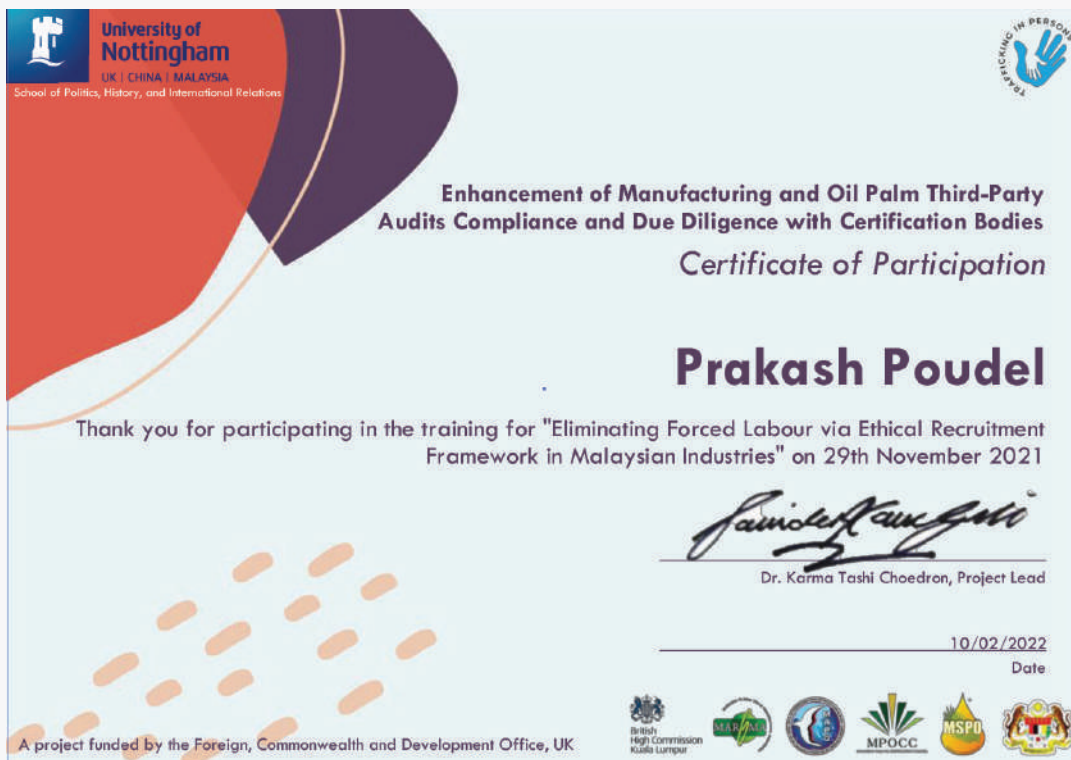 University of
Nottingham
UK | CHINA | MALAYSIA
School of Politics, History, and International Relations
TRAFFICKING IN PERSONS
Enhancement of Manufacturing and Oil Palm Third-Party
Audits Compliance and Due Diligence with Certification Bodies
Certificate of Participation
Prakash Poudel
Thank you for participating in the training for "Eliminating Forced Labour via Ethical Recruitment
Framework in Malaysian Industries" on 29th November 2021
Dr. Karma Tashi Choedron, Project Lead
10/02/2022
Date
British
High Commission
Kuala Lumpur
MARGMA
MPOCC
MSPO
A project funded by the Foreign, Commonwealth and Development Office, UK